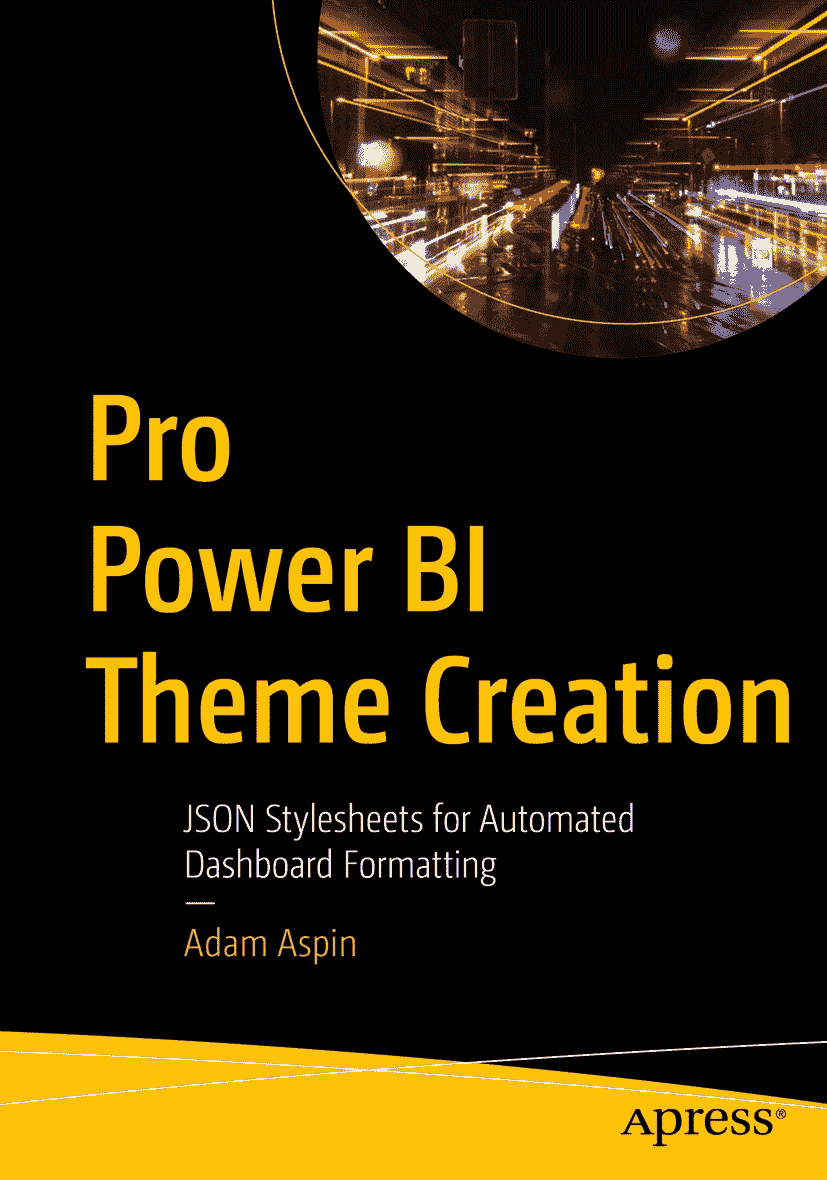 Pro
Power BI
Theme Creation
JSON Stylesheets for Automated
Dashboard Formatting
Adam Aspin
Apress®